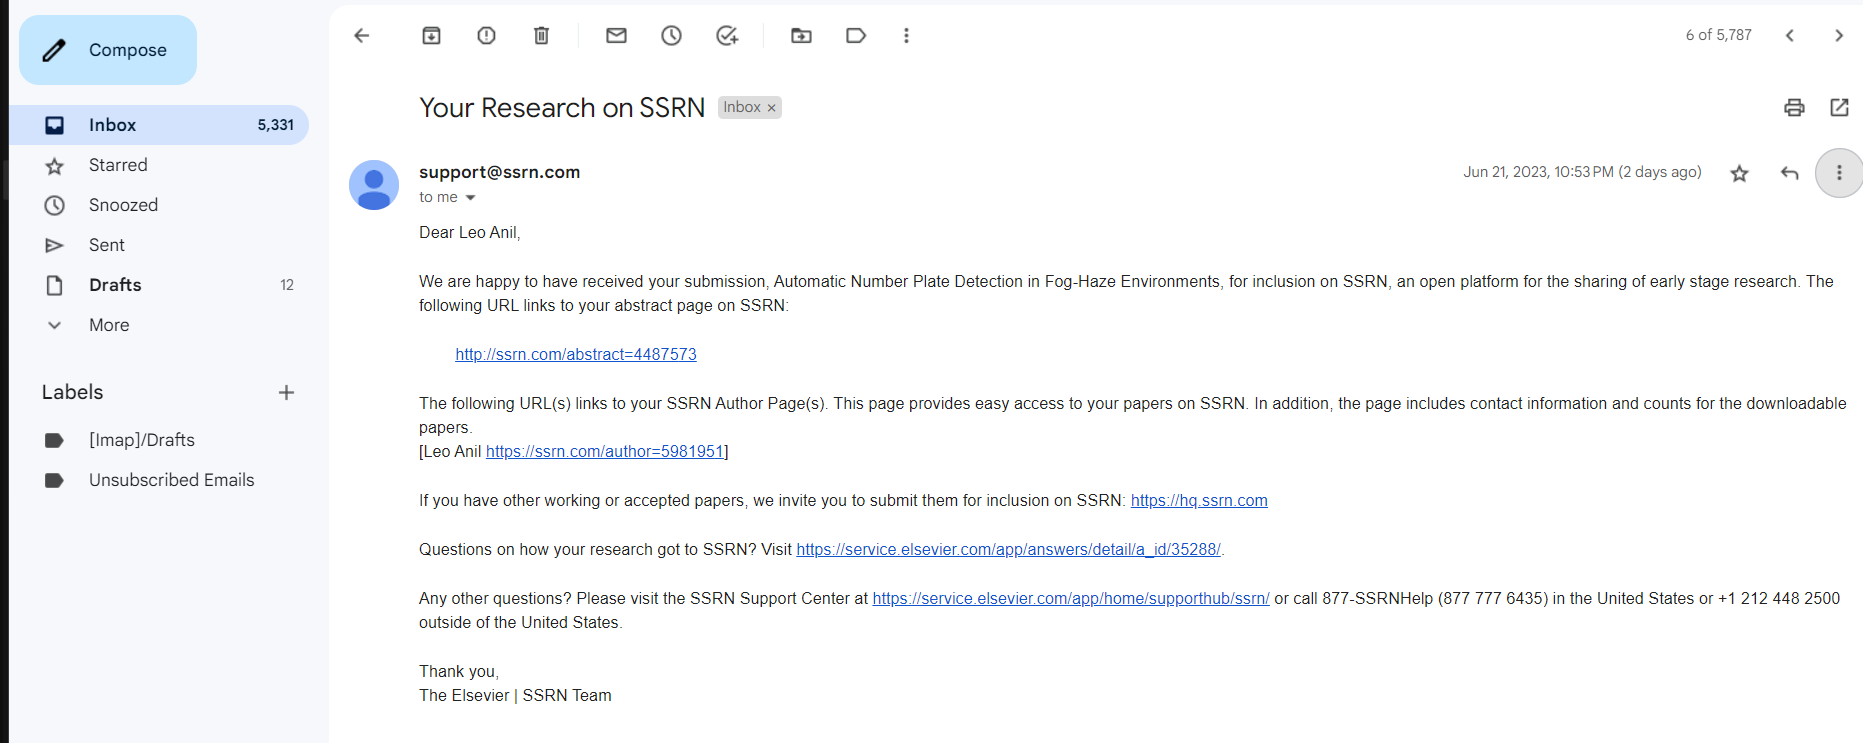 Compose
Inbox 5,331
Starred
Snoozed
Sent
Drafts 12
More
Labels
[Imap]/Drafts
Unsubscribed Emails
6 of 5,787
Your Research on SSRN Inbox ×
support@ssrn.com Jun 21, 2023, 10:53 PM (2 days ago)
to me
Dear Leo Anil,
We are happy to have received your submission, Automatic Number Plate Detection in Fog-Haze Environments, for inclusion on SSRN, an open platform for the sharing of early stage research. The
following URL links to your abstract page on SSRN:
http://ssrn.com/abstract=4487573
The following URL(s) links to your SSRN Author Page(s). This page provides easy access to your papers on SSRN. In addition, the page includes contact information and counts for the downloadable
papers.
[Leo Anil https://ssrn.com/author=5981951]
If you have other working or accepted papers, we invite you to submit them for inclusion on SSRN: https://hq.ssrn.com
Questions on how your research got to SSRN? Visit https://service.elsevier.com/app/answers/detail/a_id/35288/.
Any other questions? Please visit the SSRN Support Center at https://service.elsevier.com/app/home/supporthub/ssrn/ or call 877-SSRNHelp (877 777 6435) in the United States or +1 212 448 2500
outside of the United States.
Thank you,
The Elsevier | SSRN Team